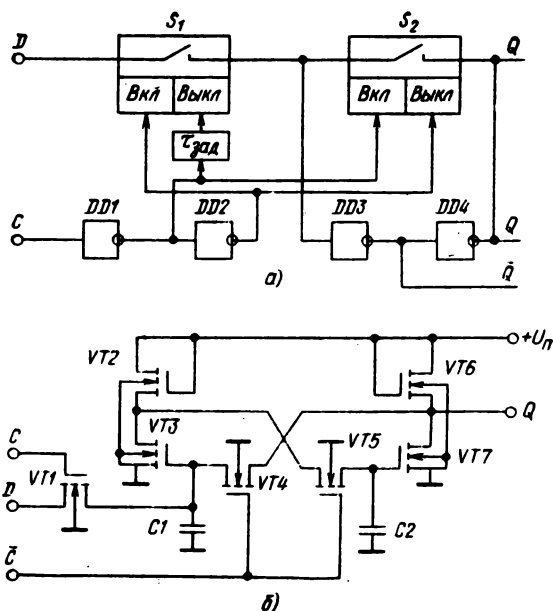 S₁ S₂
D Q
Вкл Выкл Вкл Выкл
τзад
DD1 DD2 DD3 DD4
C Q
Q̄
а)
+Uп
VT2 VT6
Q
VT3 VT5
C VT4 VT7
VT1
D
C1 C2
C̄
б)